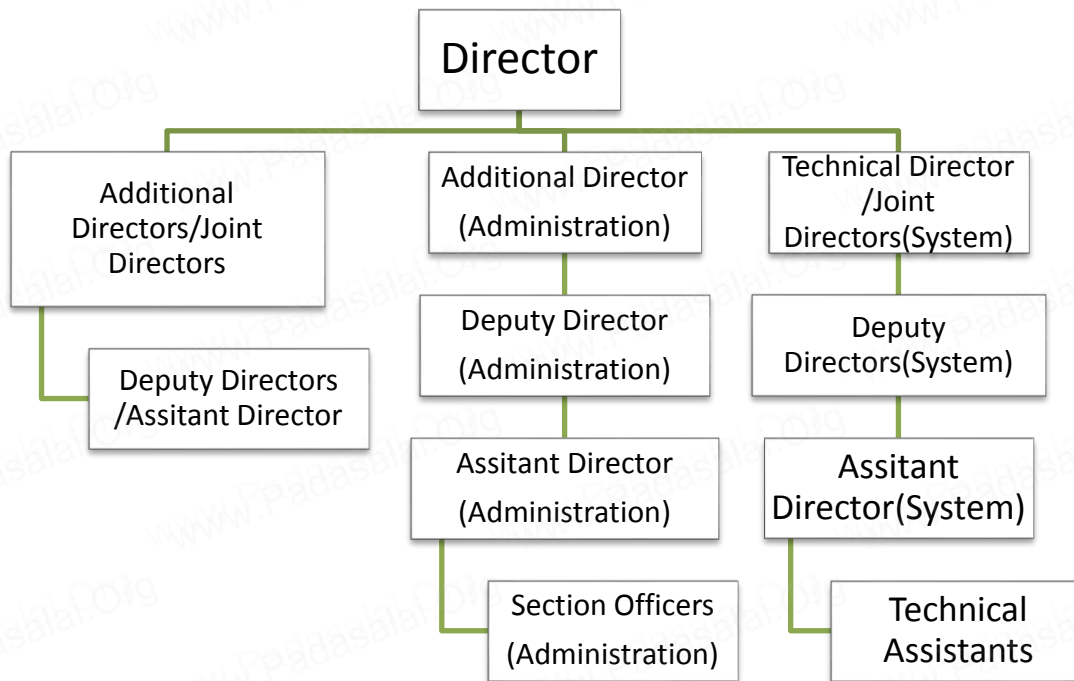 Director
Additional
Directors/Joint
Directors
Deputy Directors
/Assitant Director
Additional Director
(Administration)
Deputy Director
(Administration)
Assitant Director
(Administration)
Section Officers
(Administration)
Technical Director
/Joint
Directors(System)
Deputy
Directors(System)
Assitant
Director(System)
Technical
Assistants